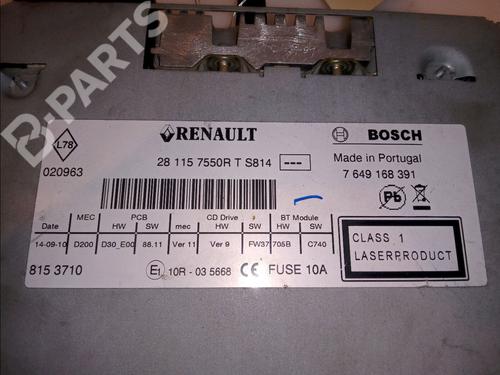 B-PARTS
L78
RENAULT
BOSCH
020963
28 115 7550R T S814 ---
Made in Portugal
7 649 168 391
Pb
MEC PCB CD Drive BT Module
Date HW SW mec HW SW HW SW
14-09-10 D200 D30_E00 88.11 Ver 11 Ver 9 FW37 705B C740
CLASS 1
LASERPRODUCT
815 3710
E1 10R - 03 5668 CE FUSE 10A